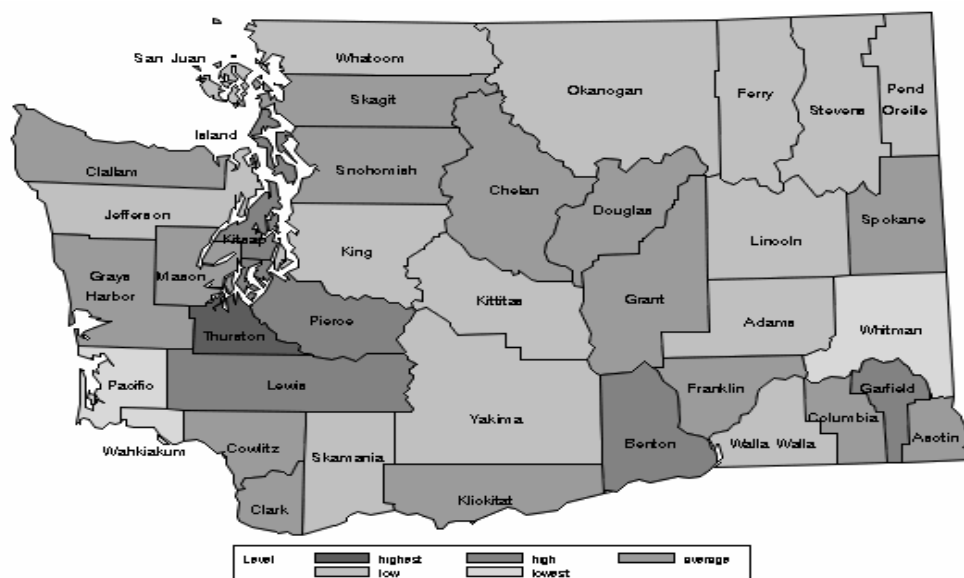 Whatcom
San Juan
Okanogan
Ferry
Pend
Oreille
Stevens
Skagit
Island
Snohomish
Clallam
Chelan
Douglas
Spokane
Jefferson
Kitsap
King
Lincoln
Mason
Grays
Harbor
Kittitas
Grant
Adams
Whitman
Pierce
Thurston
Pacific
Lewis
Franklin
Garfield
Yakima
Columbia
Asotin
Wahkiakum
Cowlitz
Skamania
Benton
Walla Walla
Klickitat
Clark
Level highest high average
low lowest